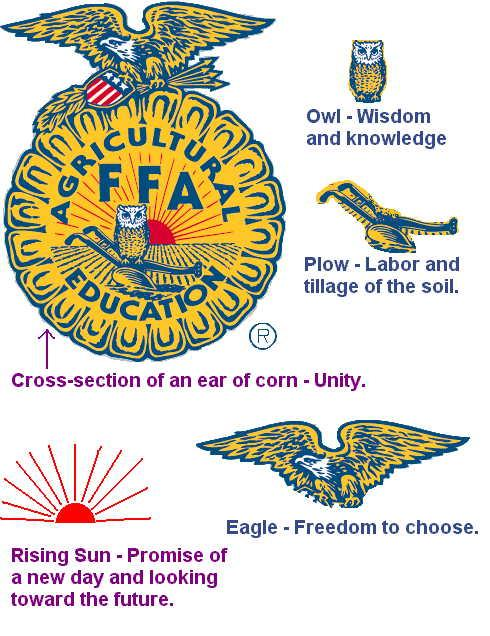 AGRICULTURAL
FFA
EDUCATION
®
Owl - Wisdom
and knowledge
Plow - Labor and
tillage of the soil.
Cross-section of an ear of corn - Unity.
Eagle - Freedom to choose.
Rising Sun - Promise of
a new day and looking
toward the future.